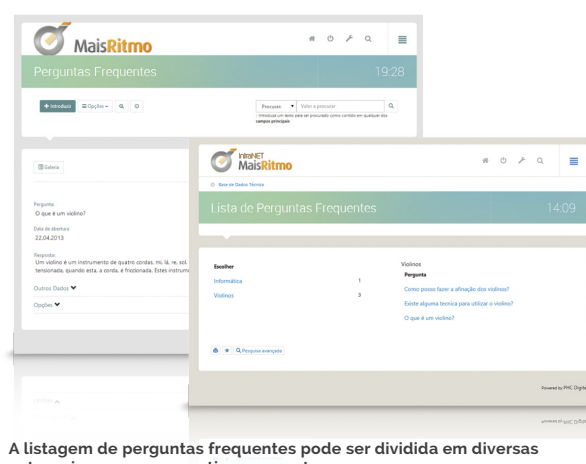 MaisRitmo
Perguntas Frequentes 19:28
Introduzir Opções
Procurar: Valor a procurar
Introduza um texto para ser procurado como contido em qualquer dos
campos principais
Galeria
Pergunta:
O que é um violino?
Data de abertura
22.04.2013
Resposta:
Um violino é um instrumento de quatro cordas, mi, lá, re, sol.
tensionada, quando esta, a corda, é friccionada. Estes instrume
Outros Dados
Opções
IntraNET
MaisRitmo
Base de Dados Técnica
Lista de Perguntas Frequentes 14:09
Escolher
Informática 1
Violinos 3
Violinos
Pergunta
Como posso fazer a afinação dos violinos?
Existe alguma tecnica para utilizar o violino?
O que é um violino?
Pesquisa avançada
Powered by PHC Digital
A listagem de perguntas frequentes pode ser dividida em diversas